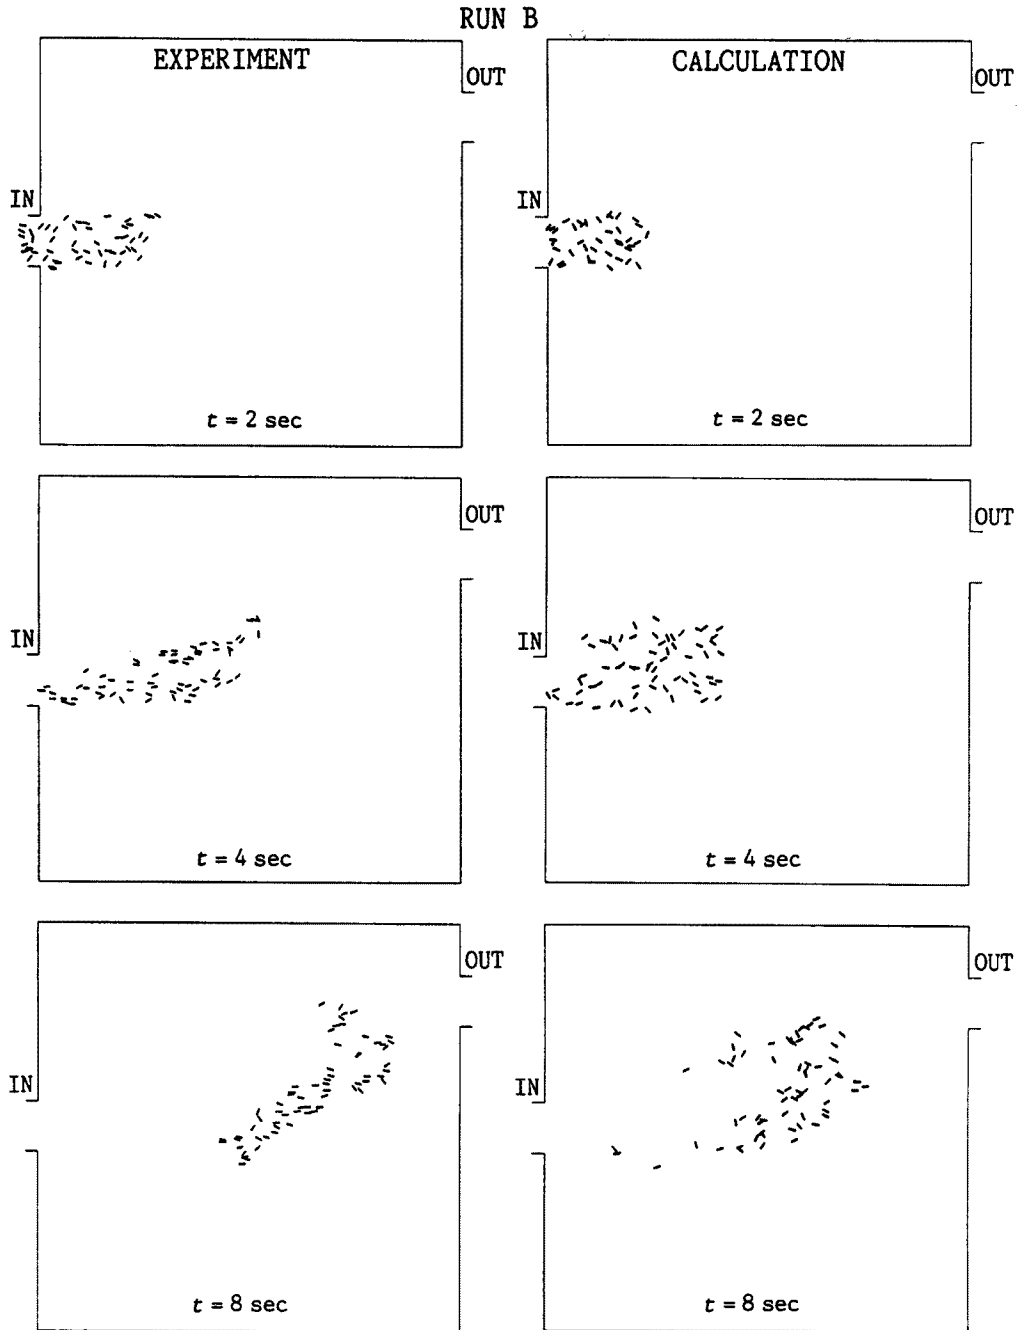 RUN B
EXPERIMENT
OUT
IN
t = 2 sec
CALCULATION
OUT
IN
t = 2 sec
OUT
IN
t = 4 sec
OUT
IN
t = 4 sec
OUT
IN
t = 8 sec
OUT
IN
t = 8 sec